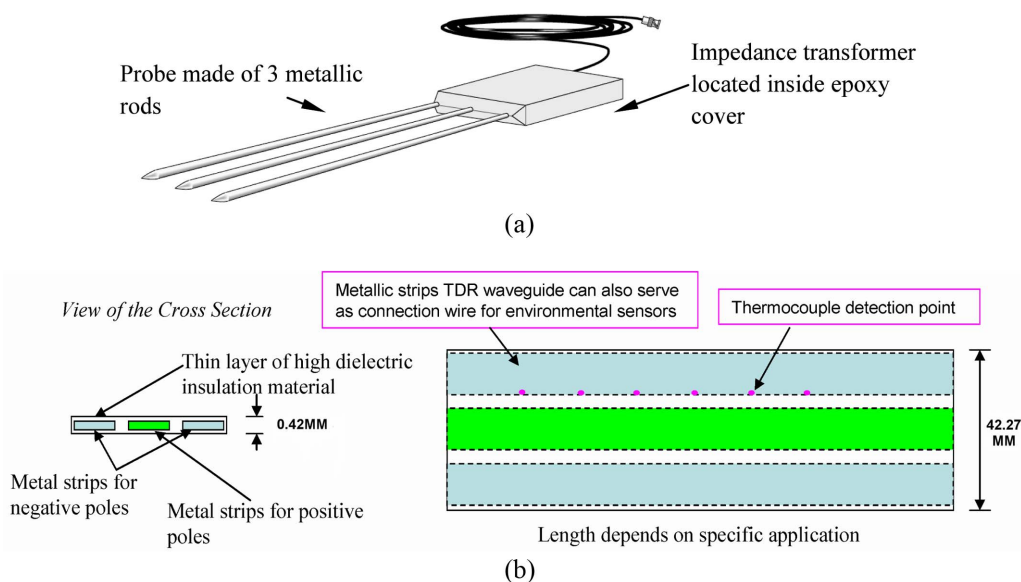 Probe made of 3 metallic
rods
Impedance transformer
located inside epoxy
cover
(a)
View of the Cross Section
Metallic strips TDR waveguide can also serve
as connection wire for environmental sensors
Thermocouple detection point
Thin layer of high dielectric
insulation material
0.42MM
42.27
MM
Metal strips for
negative poles
Metal strips for positive
poles
Length depends on specific application
(b)